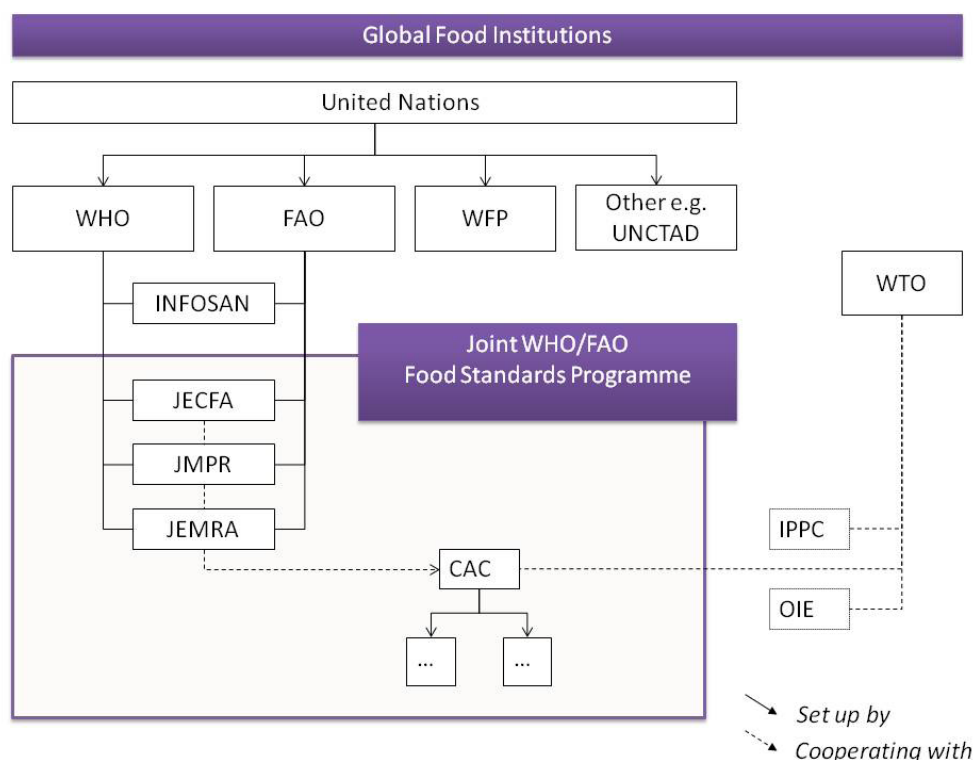 Global Food Institutions
United Nations
WHO
FAO
WFP
Other e.g.
UNCTAD
WTO
INFOSAN
Joint WHO/FAO
Food Standards Programme
JECFA
JMPR
JEMRA
IPPC
CAC
OIE
...
...
Set up by
Cooperating with